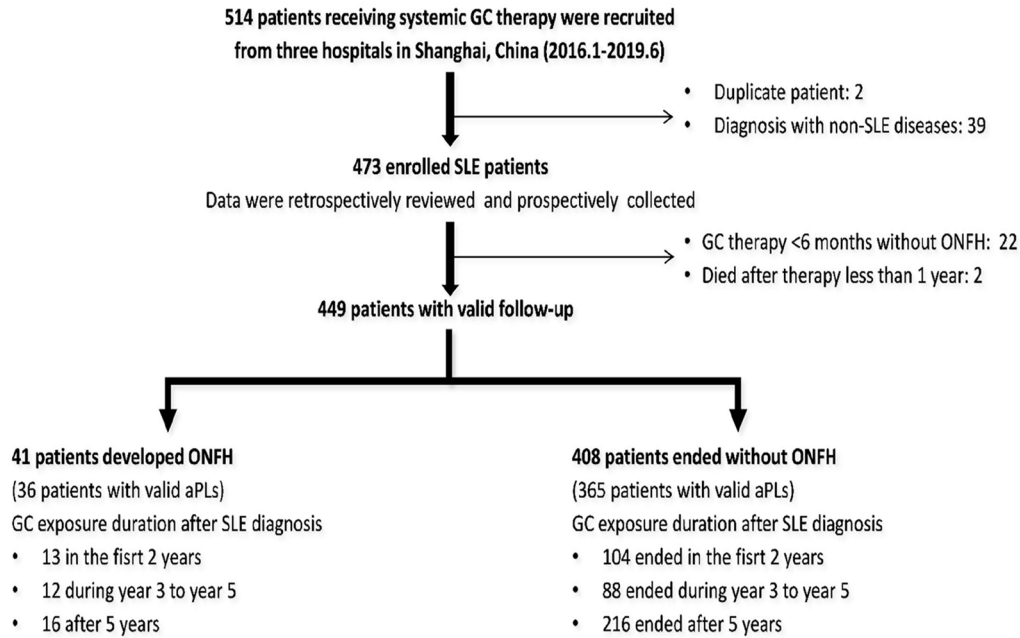 514 patients receiving systemic GC therapy were recruited
from three hospitals in Shanghai, China (2016.1-2019.6)
• Duplicate patient: 2
• Diagnosis with non-SLE diseases: 39
473 enrolled SLE patients
Data were retrospectively reviewed and prospectively collected
• GC therapy <6 months without ONFH: 22
• Died after therapy less than 1 year: 2
449 patients with valid follow-up
41 patients developed ONFH
(36 patients with valid aPLs)
GC exposure duration after SLE diagnosis
• 13 in the fisrt 2 years
• 12 during year 3 to year 5
• 16 after 5 years
408 patients ended without ONFH
(365 patients with valid aPLs)
GC exposure duration after SLE diagnosis
• 104 ended in the fisrt 2 years
• 88 ended during year 3 to year 5
• 216 ended after 5 years